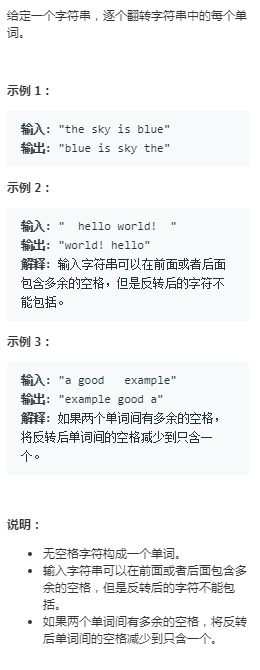 给定一个字符串，逐个翻转字符串中的每个单
词。
示例 1：
输入: "the sky is blue"
输出: "blue is sky the"
示例 2：
输入: "  hello world!  "
输出: "world! hello"
解释: 输入字符串可以在前面或者后面
包含多余的空格，但是反转后的字符不
能包括。
示例 3：
输入: "a good   example"
输出: "example good a"
解释: 如果两个单词间有多余的空格，
将反转后单词间的空格减少到只含一
个。
说明：
• 无空格字符构成一个单词。
• 输入字符串可以在前面或者后面包含多
余的空格，但是反转后的字符不能包
括。
• 如果两个单词间有多余的空格，将反转
后单词间的空格减少到只含一个。